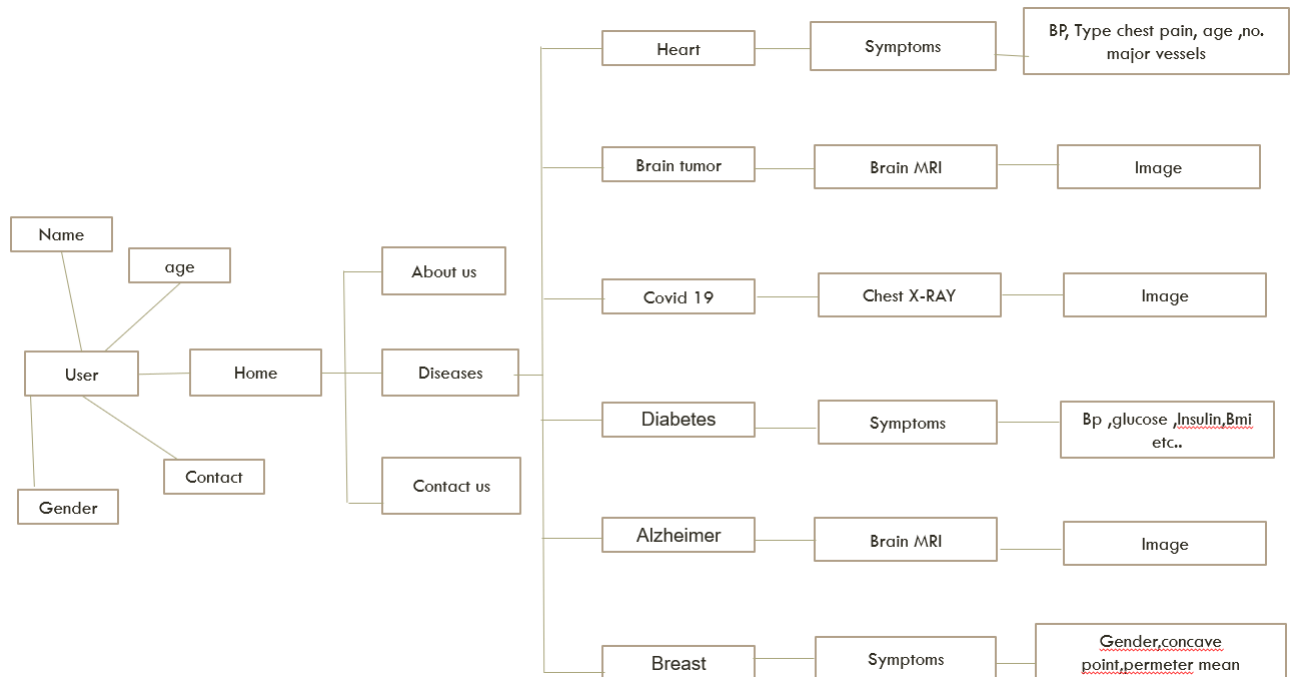 Name
age
User
Gender
Contact
Home
About us
Diseases
Contact us
Heart
Symptoms
BP, Type chest pain, age ,no.
major vessels
Brain tumor
Brain MRI
Image
Covid 19
Chest X-RAY
Image
Diabetes
Symptoms
Bp ,glucose ,Insulin,Bmi
etc..
Alzheimer
Brain MRI
Image
Breast
Symptoms
Gender,concave
point,permeter mean